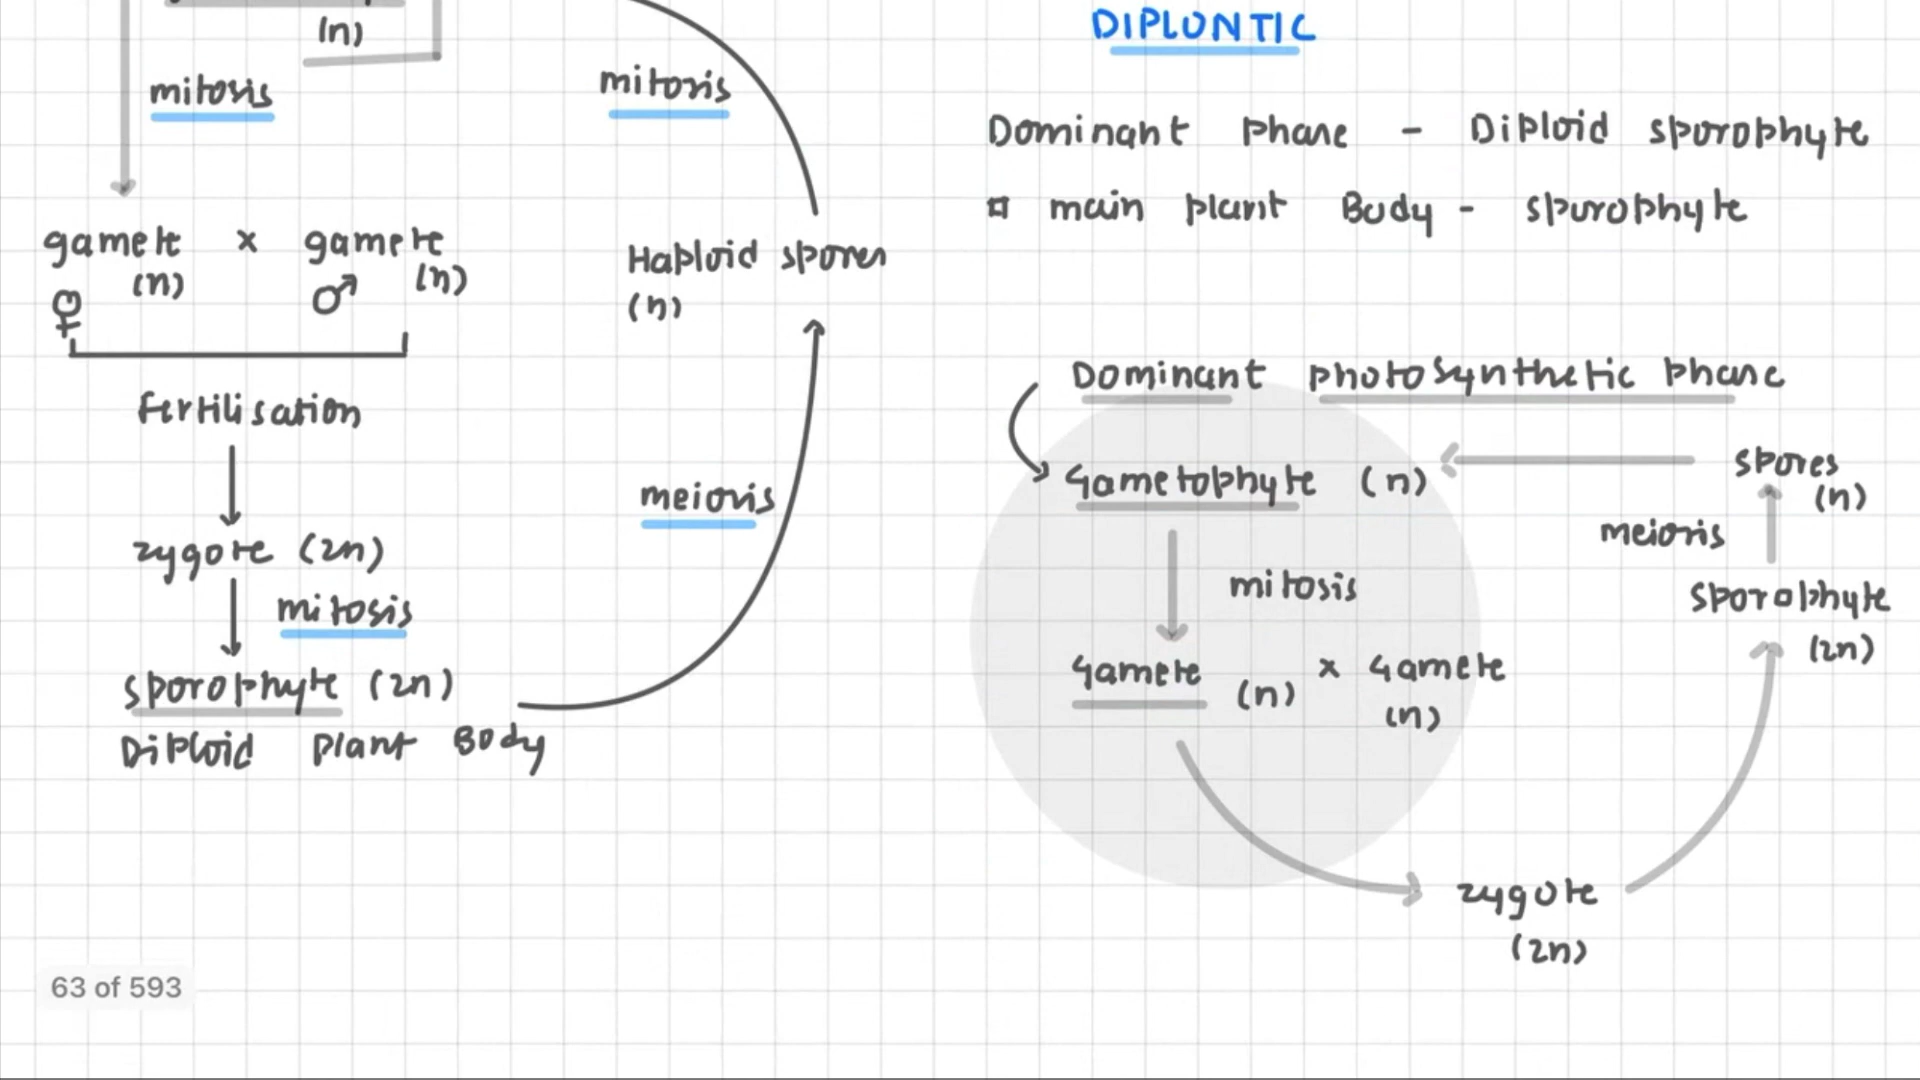 (n)
mitosis
mitosis
gamete x gamete
(n) (n)
♀ ♂
Haploid spores
(n)
fertilisation
meiosis
zygote (2n)
mitosis
sporophyte (2n)
Diploid plant Body
DIPLONTIC
Dominant phase - Diploid sporophyte
main plant Body - sporophyte
Dominant photosynthetic phase
Gametophyte (n)
spores
(n)
meiosis
mitosis
sporophyte
(2n)
Gamete (n) x Gamete
(n)
zygote
(2n)
63 of 593